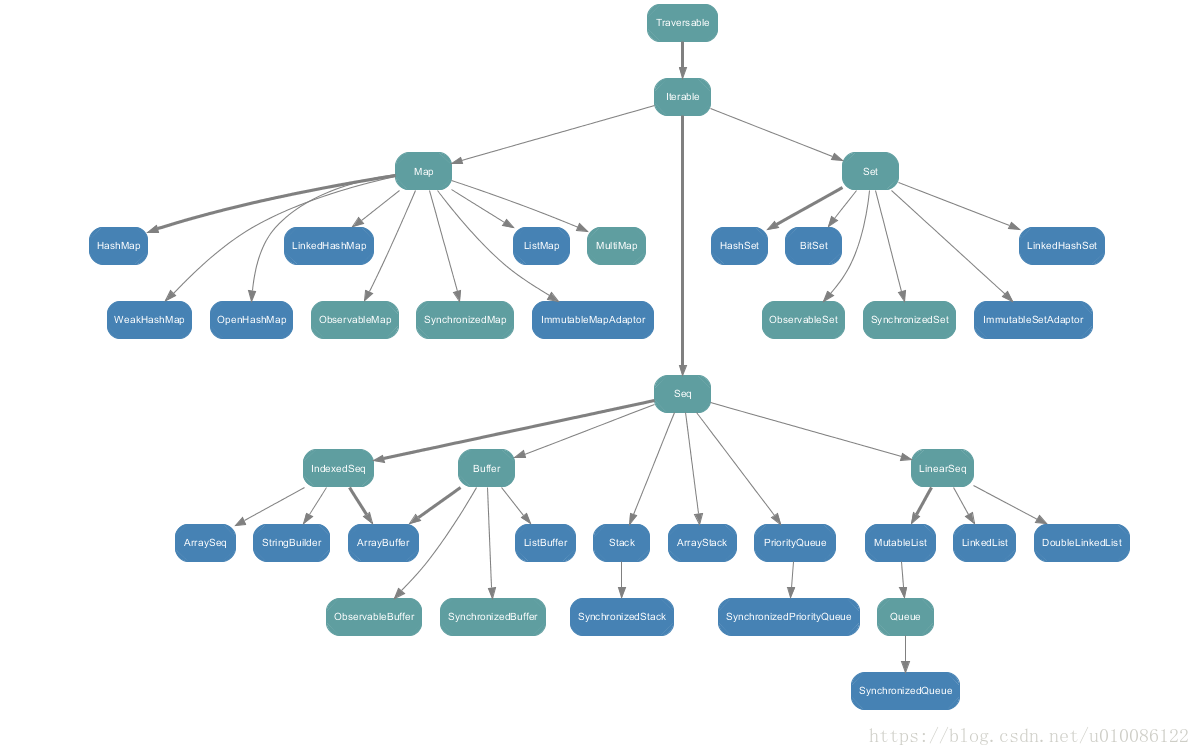 Traversable
Iterable
Map
Set
HashMap
LinkedHashMap
ListMap
MultiMap
HashSet
BitSet
LinkedHashSet
WeakHashMap
OpenHashMap
ObservableMap
SynchronizedMap
ImmutableMapAdaptor
ObservableSet
SynchronizedSet
ImmutableSetAdaptor
Seq
IndexedSeq
Buffer
LinearSeq
ArraySeq
StringBuilder
ArrayBuffer
ListBuffer
Stack
ArrayStack
PriorityQueue
MutableList
LinkedList
DoubleLinkedList
ObservableBuffer
SynchronizedBuffer
SynchronizedStack
SynchronizedPriorityQueue
Queue
SynchronizedQueue
https://blog.csdn.net/u010086122